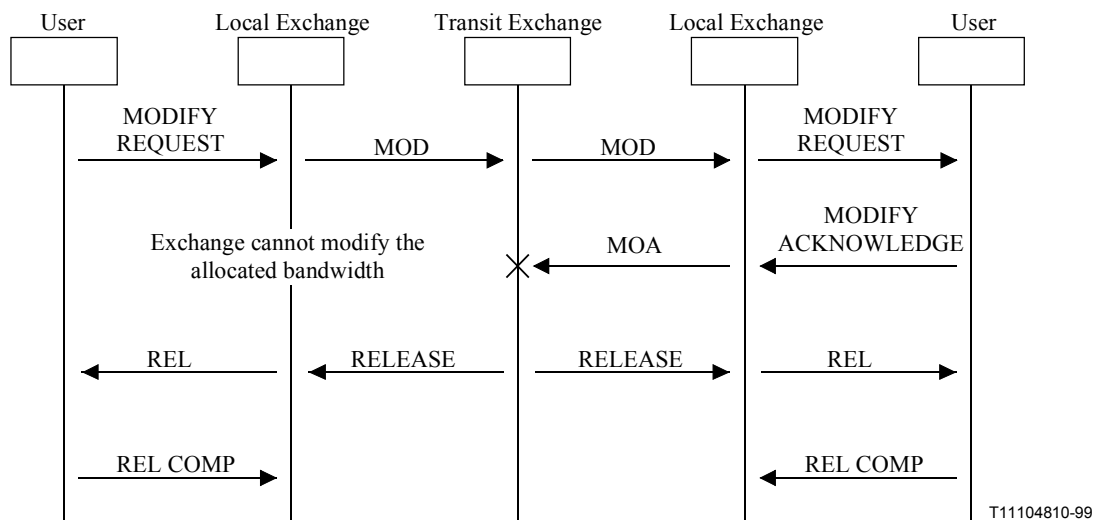 User
Local Exchange
Transit Exchange
Local Exchange
User
MODIFY
REQUEST
MOD
MOD
MODIFY
REQUEST
Exchange cannot modify the
allocated bandwidth
MOA
MODIFY
ACKNOWLEDGE
REL
RELEASE
RELEASE
REL
REL COMP
REL COMP
T11104810-99